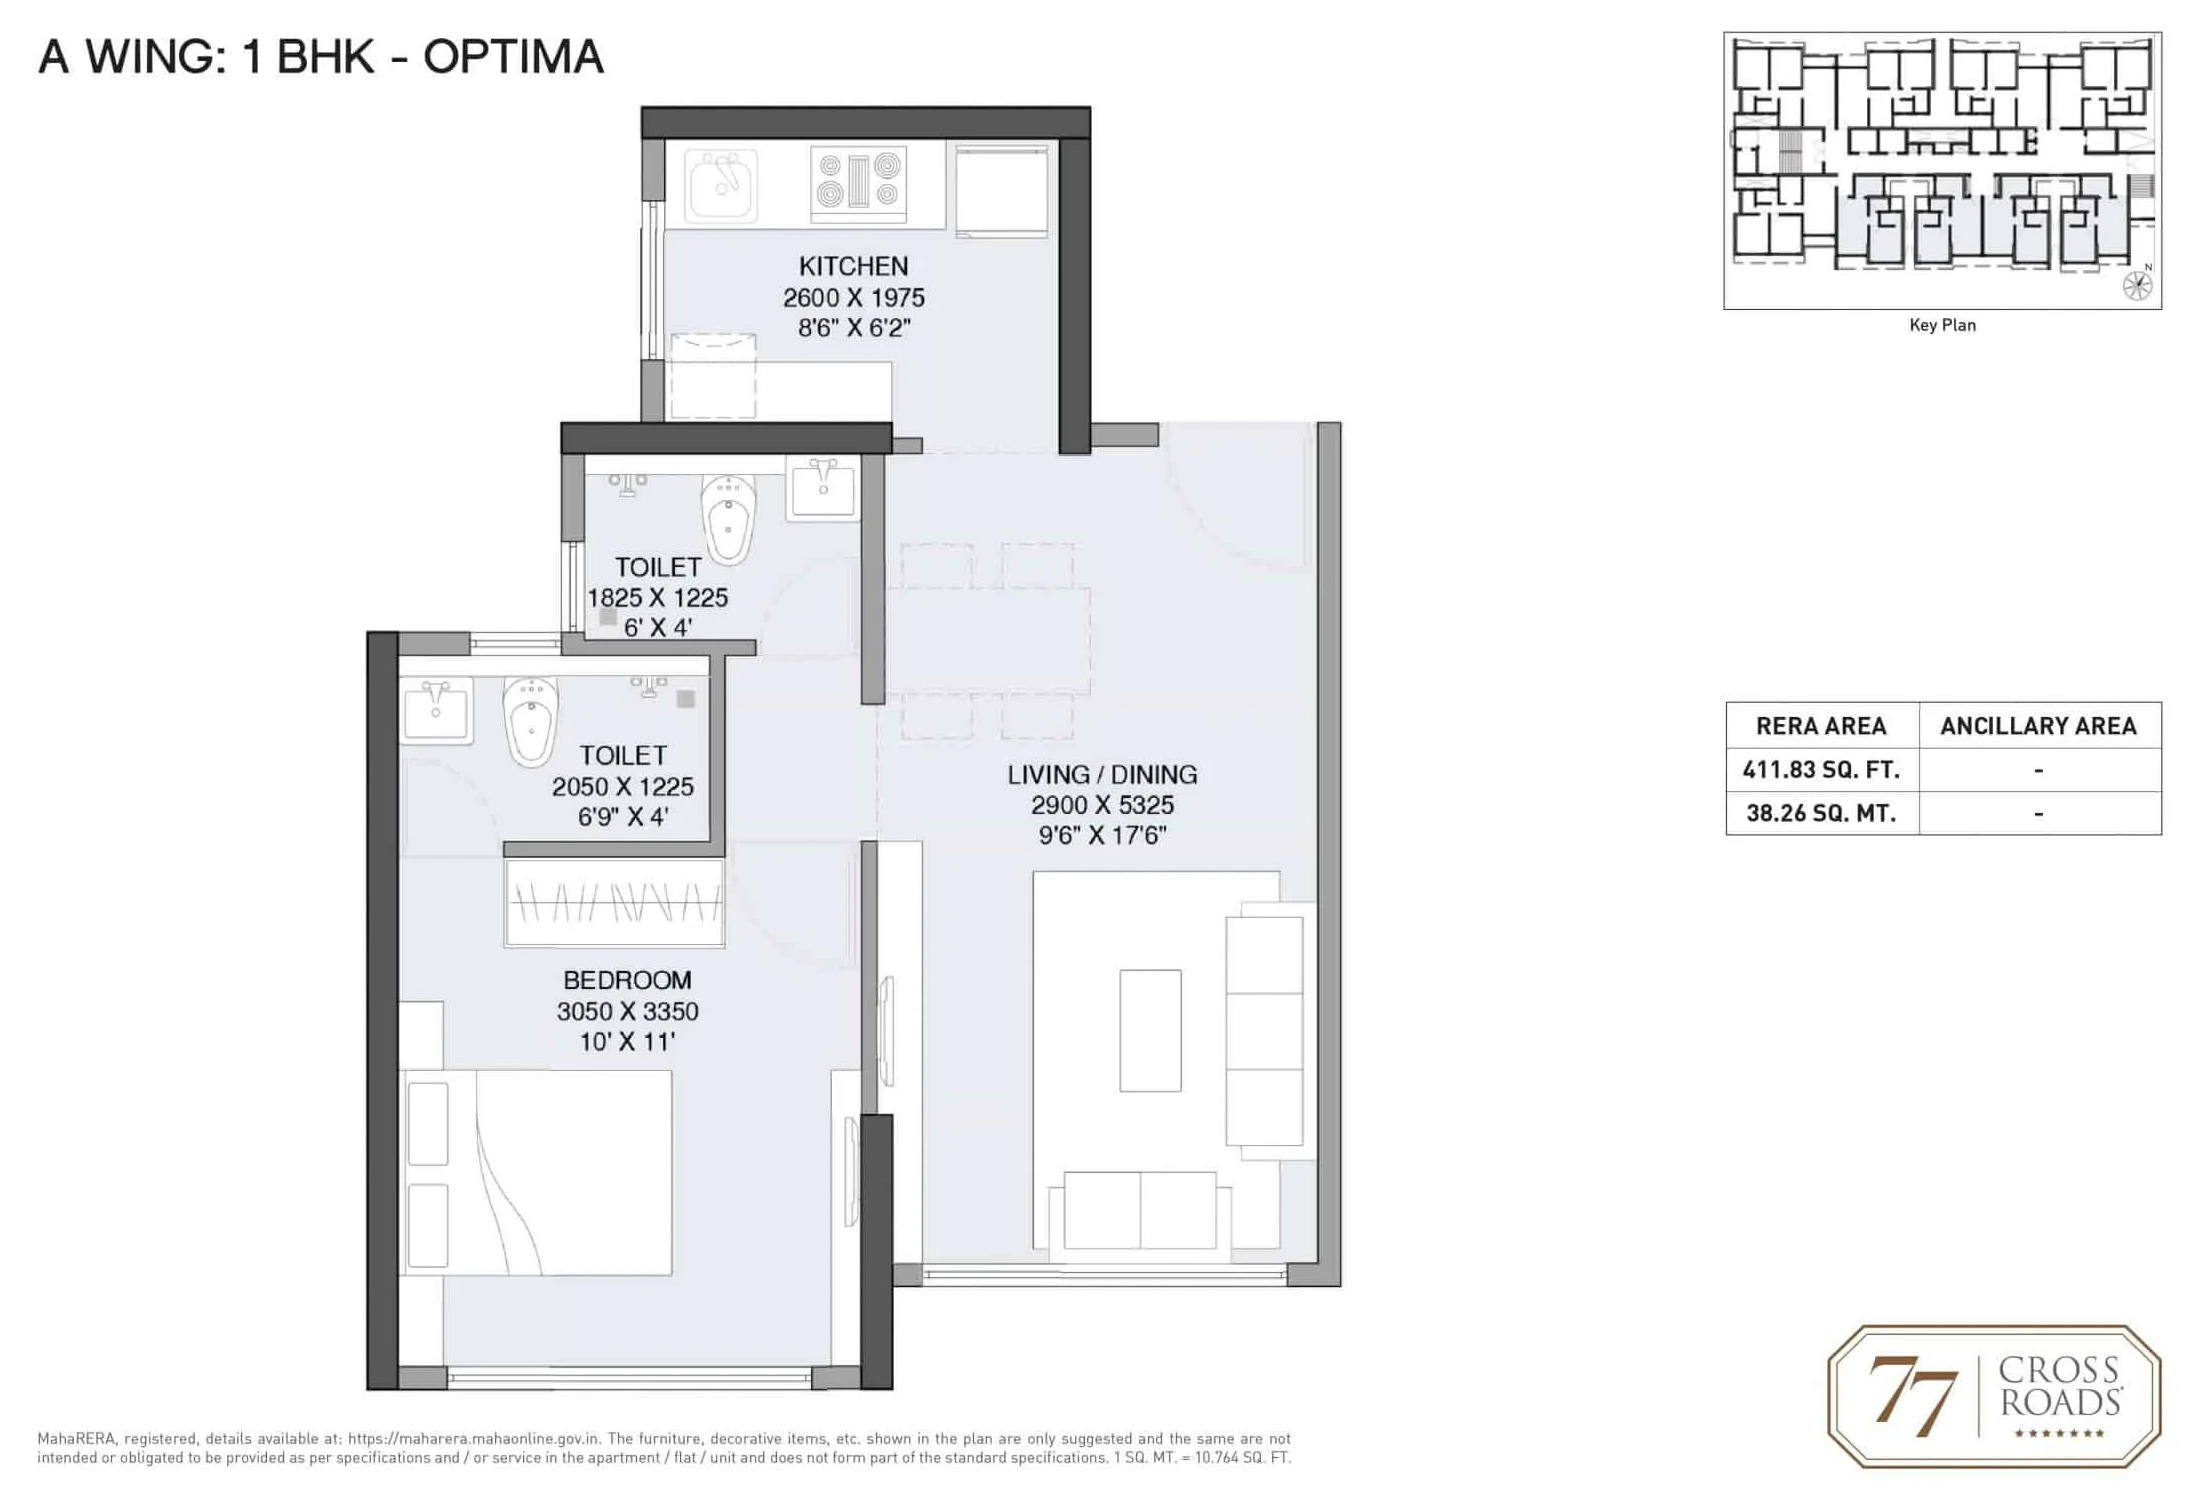 A WING: 1 BHK - OPTIMA
N
Key Plan
KITCHEN
2600 X 1975
8'6" X 6'2"
TOILET
1825 X 1225
6' X 4'
TOILET
2050 X 1225
6'9" X 4'
LIVING / DINING
2900 X 5325
9'6" X 17'6"
BEDROOM
3050 X 3350
10' X 11'
RERA AREA ANCILLARY AREA
411.83 SQ. FT. -
38.26 SQ. MT. -
77 CROSS
ROADS
MahaRERA, registered, details available at: https://maharera.mahaonline.gov.in. The furniture, decorative items, etc. shown in the plan are only suggested and the same are not
intended or obligated to be provided as per specifications and / or service in the apartment / flat / unit and does not form part of the standard specifications. 1 SQ. MT. = 10.764 SQ. FT.